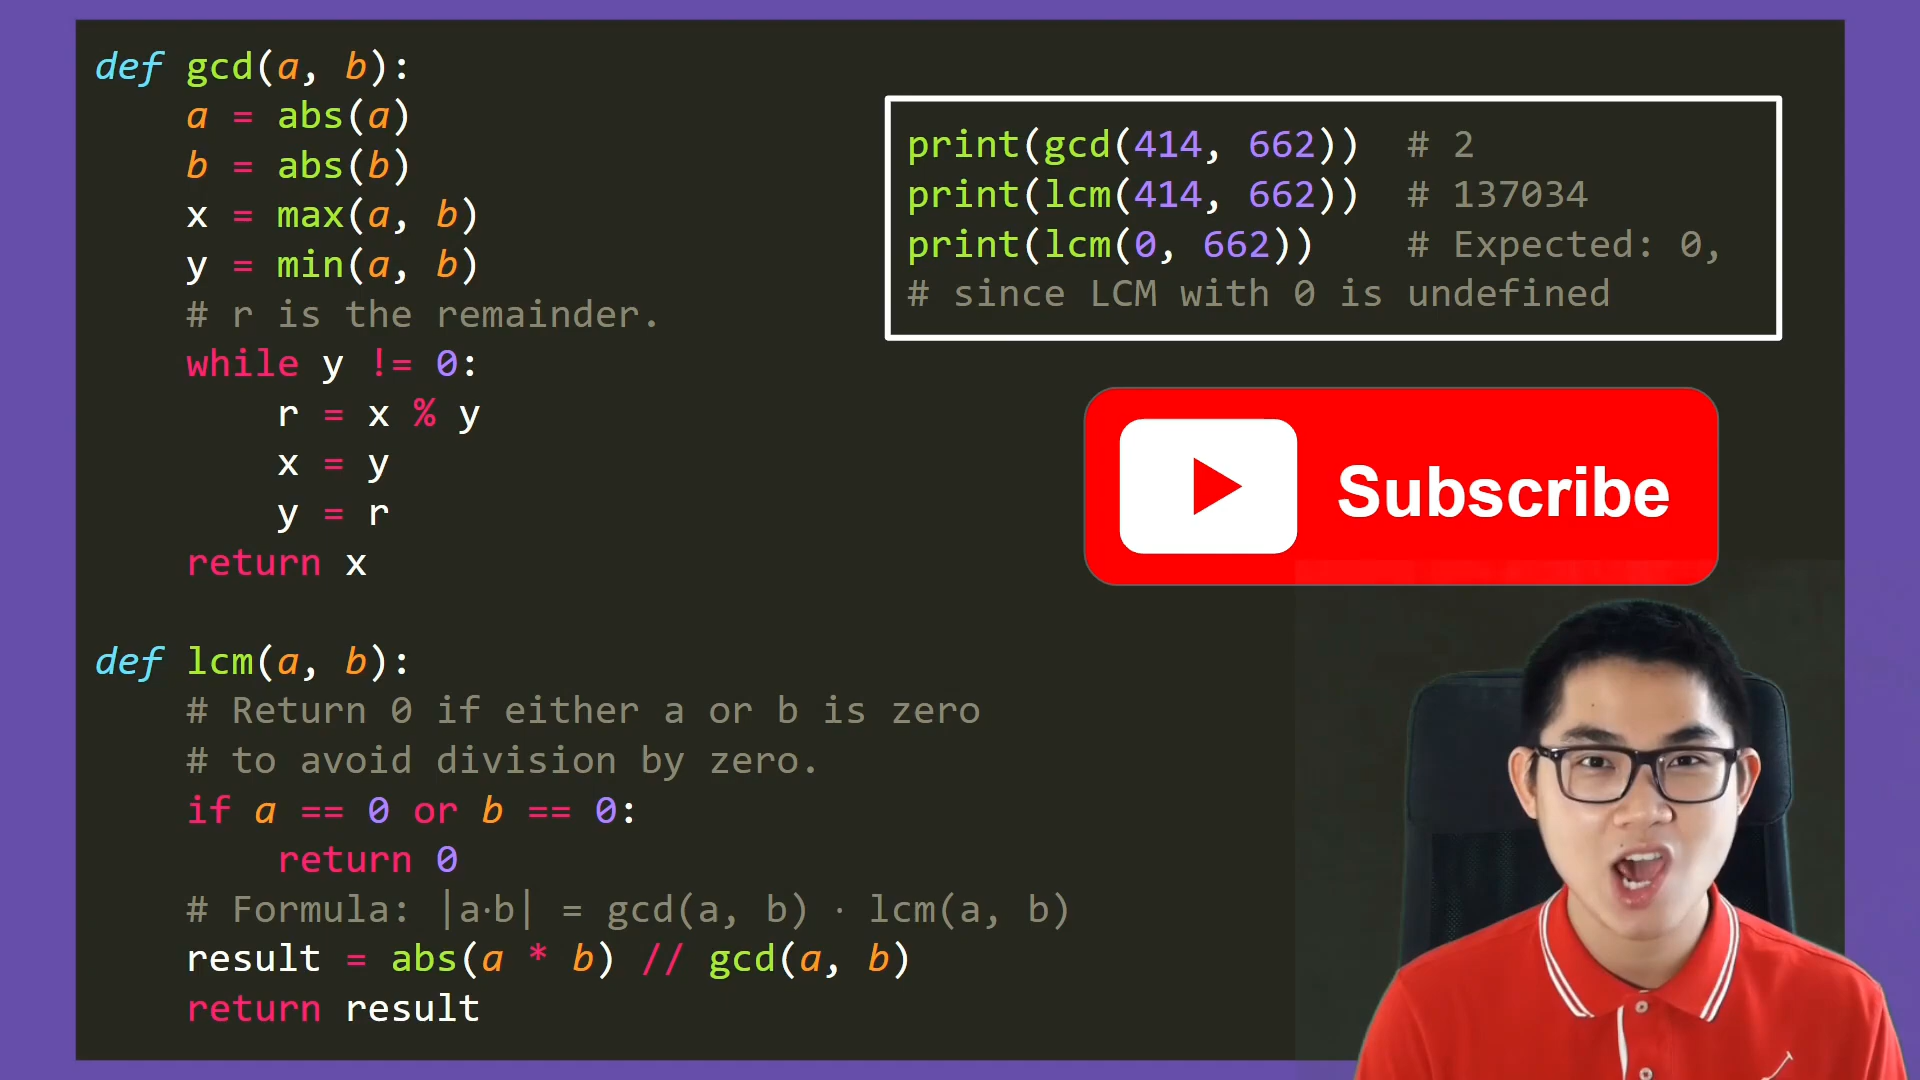 def gcd(a, b):
    a = abs(a)
    b = abs(b)
    x = max(a, b)
    y = min(a, b)
    # r is the remainder.
    while y != 0:
        r = x % y
        x = y
        y = r
    return x

def lcm(a, b):
    # Return 0 if either a or b is zero
    # to avoid division by zero.
    if a == 0 or b == 0:
        return 0
    # Formula: |a·b| = gcd(a, b) · lcm(a, b)
    result = abs(a * b) // gcd(a, b)
    return result
print(gcd(414, 662))  # 2
print(lcm(414, 662))  # 137034
print(lcm(0, 662))    # Expected: 0,
# since LCM with 0 is undefined
Subscribe